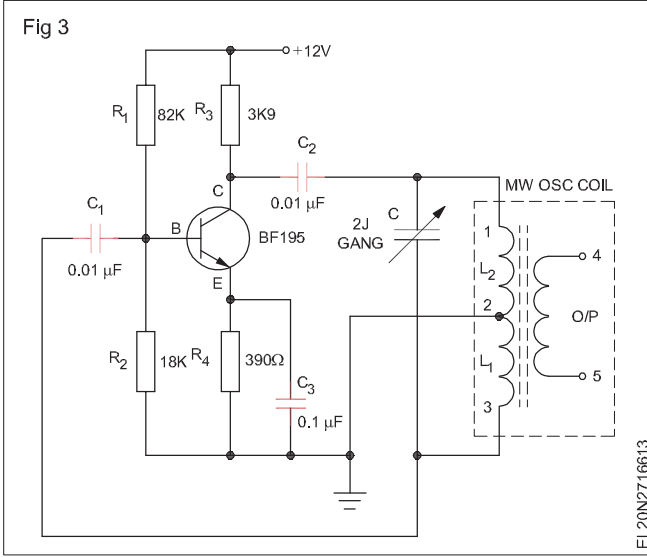 Fig 3
+12V
R1 82K R3 3K9
C2
C 0.01 µF
MW OSC COIL
C1
B BF195
2J C
GANG
1
L2
4
0.01 µF
E
2
O/P
R2 18K R4 390Ω
L1
C3
3
5
0.1 µF
EL20N2716613